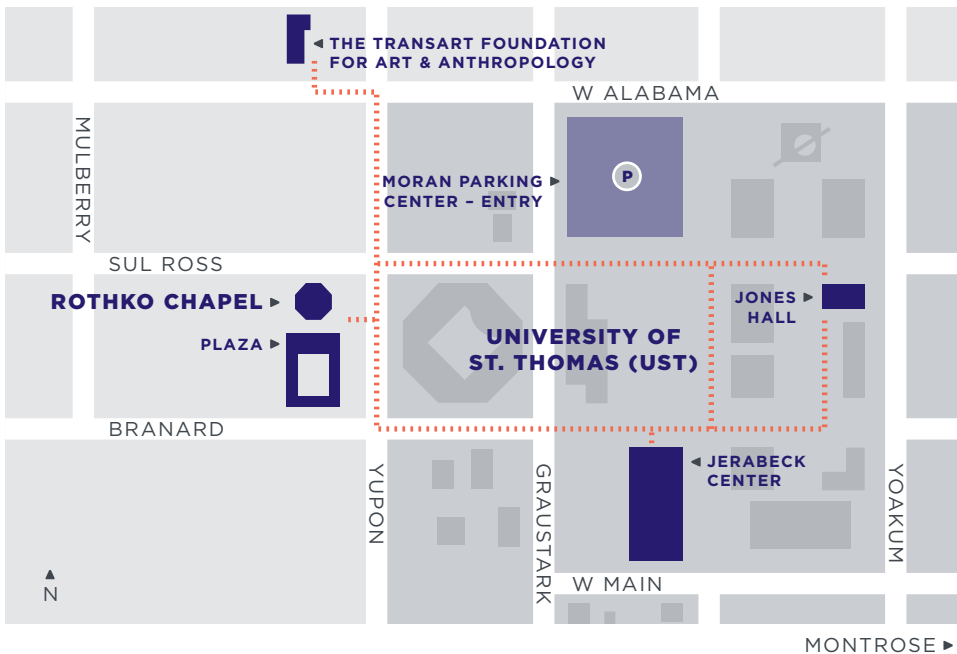 THE TRANSART FOUNDATION
FOR ART & ANTHROPOLOGY
W ALABAMA
MULBERRY
P
MORAN PARKING
CENTER – ENTRY
SUL ROSS
ROTHKO CHAPEL
JONES
HALL
PLAZA
UNIVERSITY OF
ST. THOMAS (UST)
BRANARD
JERABECK
CENTER
YUPON
GRAUSTARK
YOAKUM
N
W MAIN
MONTROSE